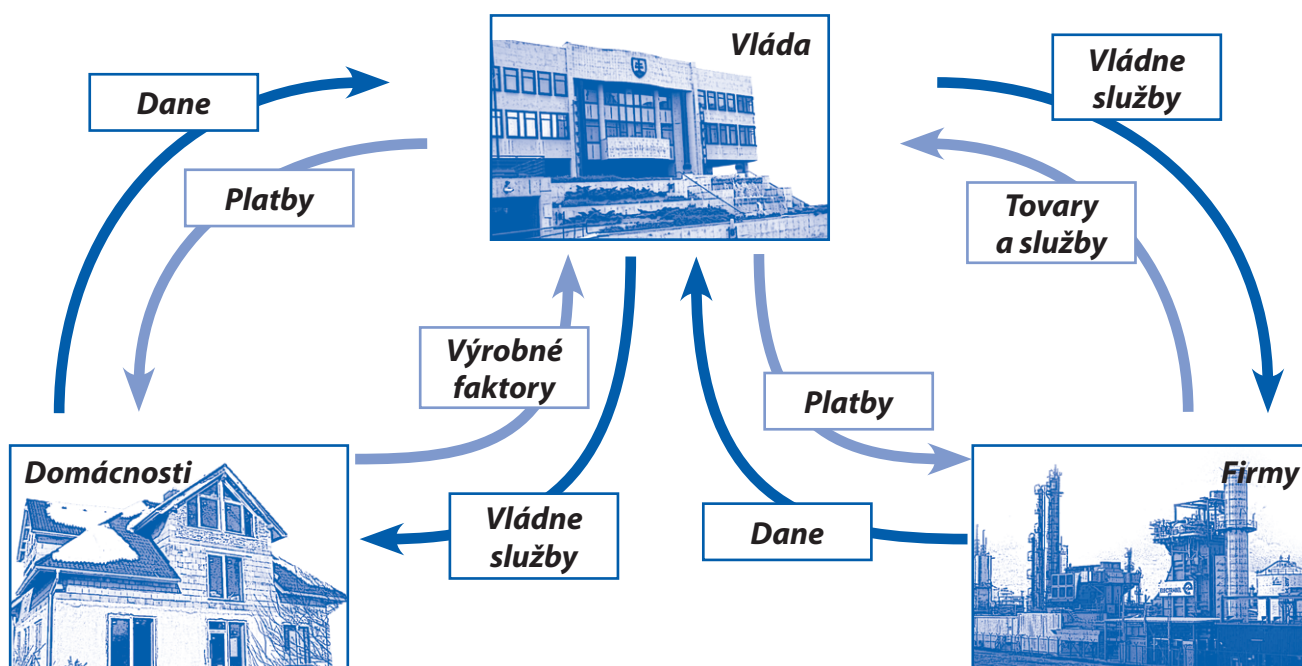 Vláda
Dane
Vládne
služby
Platby
Tovary
a služby
Výrobné
faktory
Platby
Domácnosti
Firmy
Vládne
služby
Dane